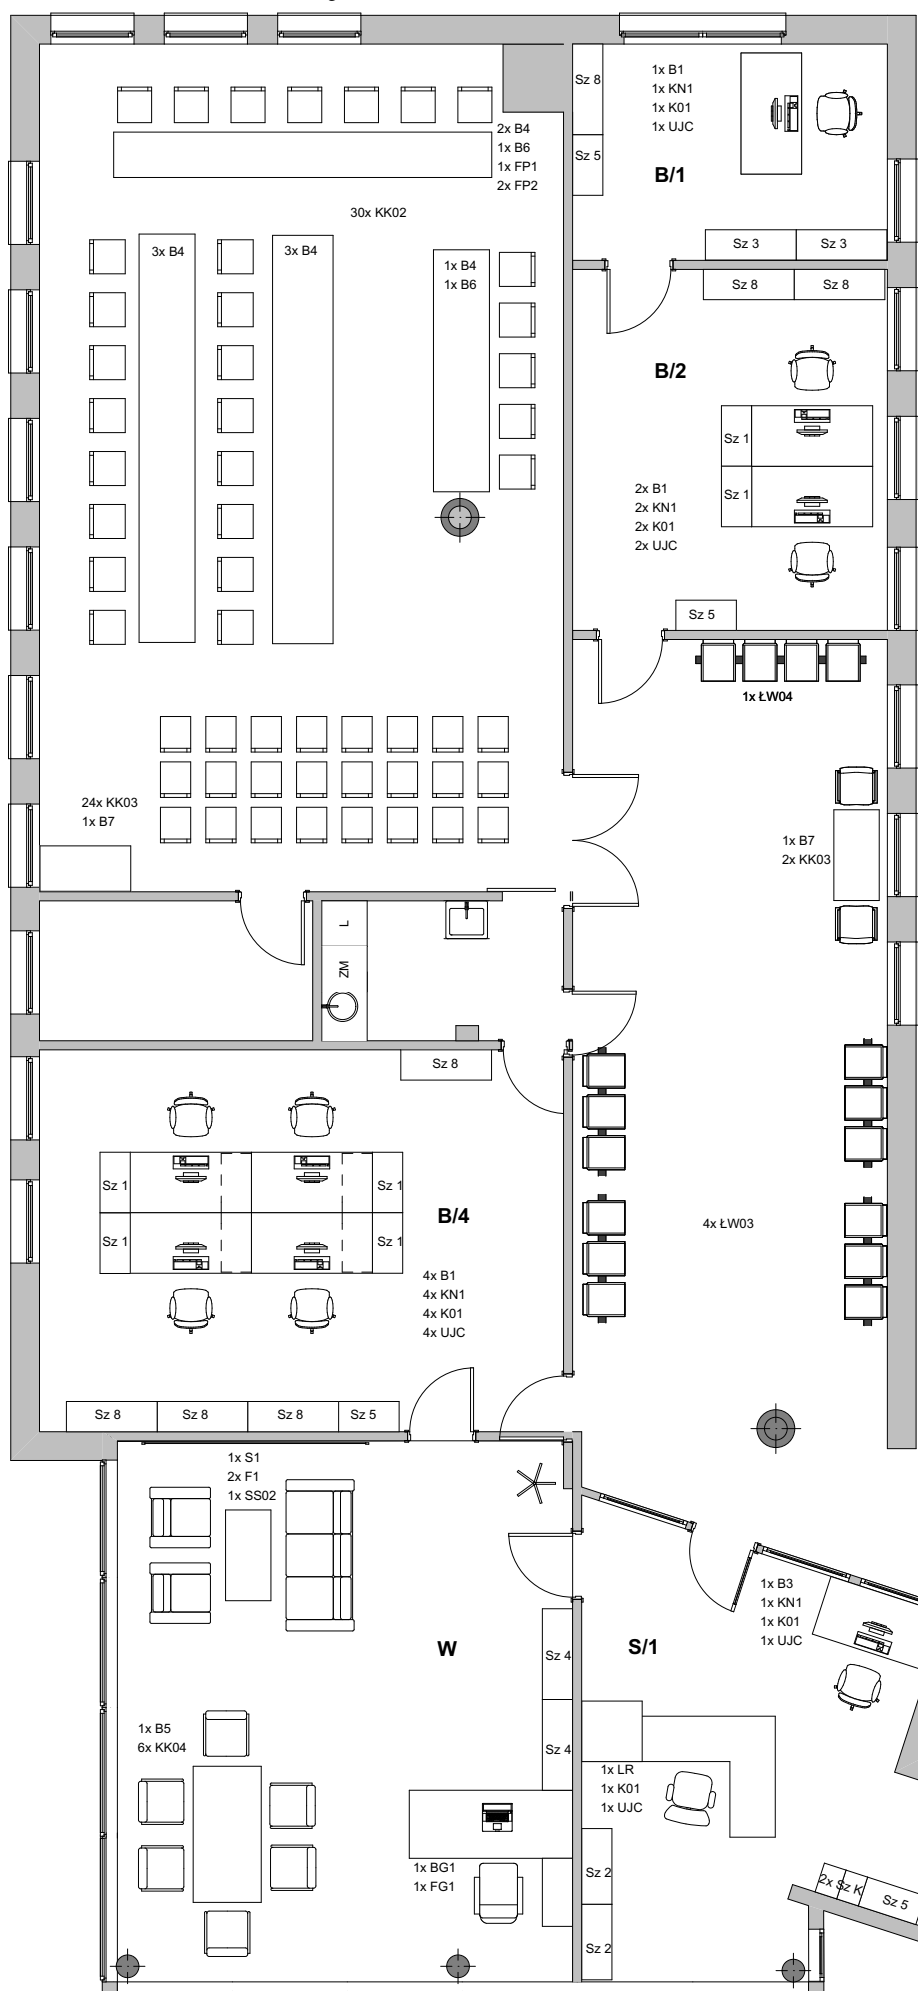 Sz 8
1x B1
1x KN1
1x K01
1x UJC
Sz 5
B/1
2x B4
1x B6
1x FP1
2x FP2
30x KK02
3x B4
3x B4
1x B4
1x B6
Sz 3
Sz 3
Sz 8
Sz 8
B/2
Sz 1
Sz 1
2x B1
2x KN1
2x K01
2x UJC
Sz 5
1x ŁW04
24x KK03
1x B7
1x B7
2x KK03
L
ZM
Sz 8
Sz 1
Sz 1
Sz 1
Sz 1
B/4
4x ŁW03
4x B1
4x KN1
4x K01
4x UJC
Sz 8
Sz 8
Sz 8
Sz 5
1x S1
2x F1
1x SS02
1x B3
1x KN1
1x K01
1x UJC
W
S/1
Sz 4
Sz 4
1x B5
6x KK04
1x LR
1x K01
1x UJC
1x BG1
1x FG1
Sz 2
Sz 2
2x Sz K
Sz 5